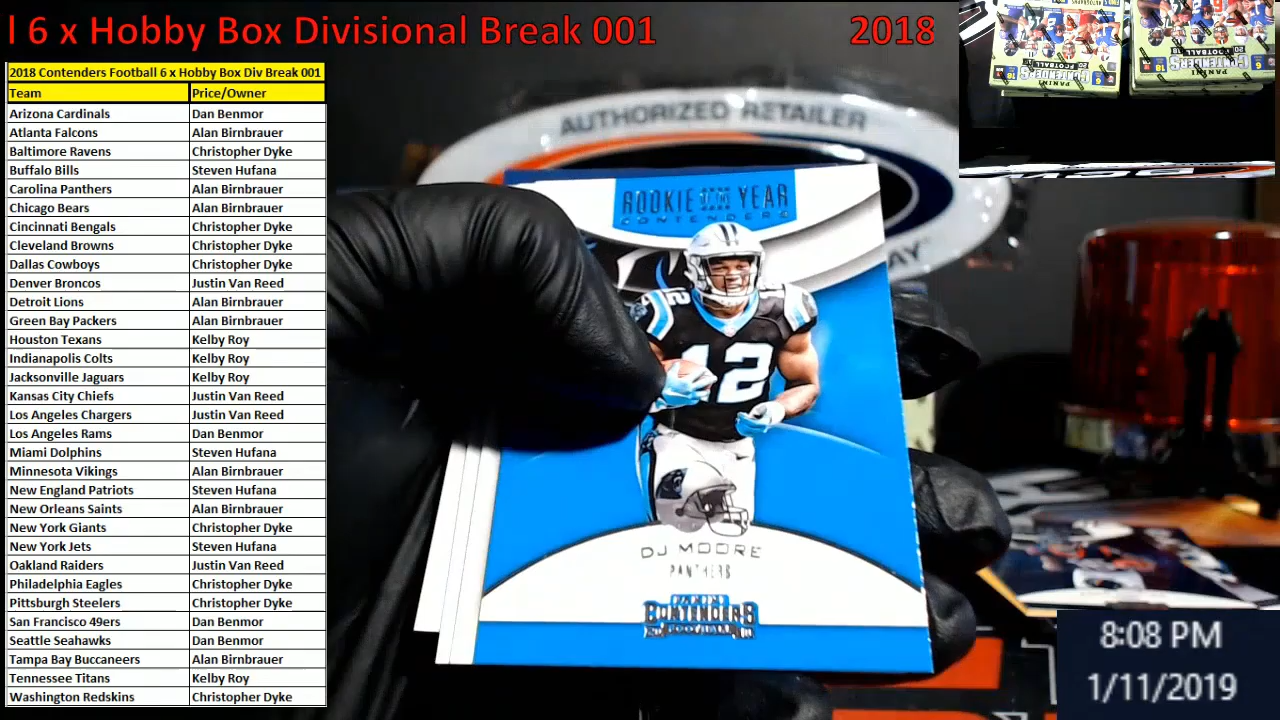 l 6 x Hobby Box Divisional Break 001 2018
2018 Contenders Football 6 x Hobby Box Div Break 001
Team Price/Owner
Arizona Cardinals Dan Benmor
Atlanta Falcons Alan Birnbrauer
Baltimore Ravens Christopher Dyke
Buffalo Bills Steven Hufana
Carolina Panthers Alan Birnbrauer
Chicago Bears Alan Birnbrauer
Cincinnati Bengals Christopher Dyke
Cleveland Browns Christopher Dyke
Dallas Cowboys Christopher Dyke
Denver Broncos Justin Van Reed
Detroit Lions Alan Birnbrauer
Green Bay Packers Alan Birnbrauer
Houston Texans Kelby Roy
Indianapolis Colts Kelby Roy
Jacksonville Jaguars Kelby Roy
Kansas City Chiefs Justin Van Reed
Los Angeles Chargers Justin Van Reed
Los Angeles Rams Dan Benmor
Miami Dolphins Steven Hufana
Minnesota Vikings Alan Birnbrauer
New England Patriots Steven Hufana
New Orleans Saints Alan Birnbrauer
New York Giants Christopher Dyke
New York Jets Steven Hufana
Oakland Raiders Justin Van Reed
Philadelphia Eagles Christopher Dyke
Pittsburgh Steelers Christopher Dyke
San Francisco 49ers Dan Benmor
Seattle Seahawks Dan Benmor
Tampa Bay Buccaneers Alan Birnbrauer
Tennessee Titans Kelby Roy
Washington Redskins Christopher Dyke
AUTHORIZED RETAILER
AY
ROOKIE OF THE YEAR
CONTENDERS
12
12
DJ MOORE
PANTHERS
PANINI
CONTENDERS
FOOTBALL
PANINI
CONTENDERS
2018 FOOTBALL
CONTENDERS
8:08 PM
1/11/2019